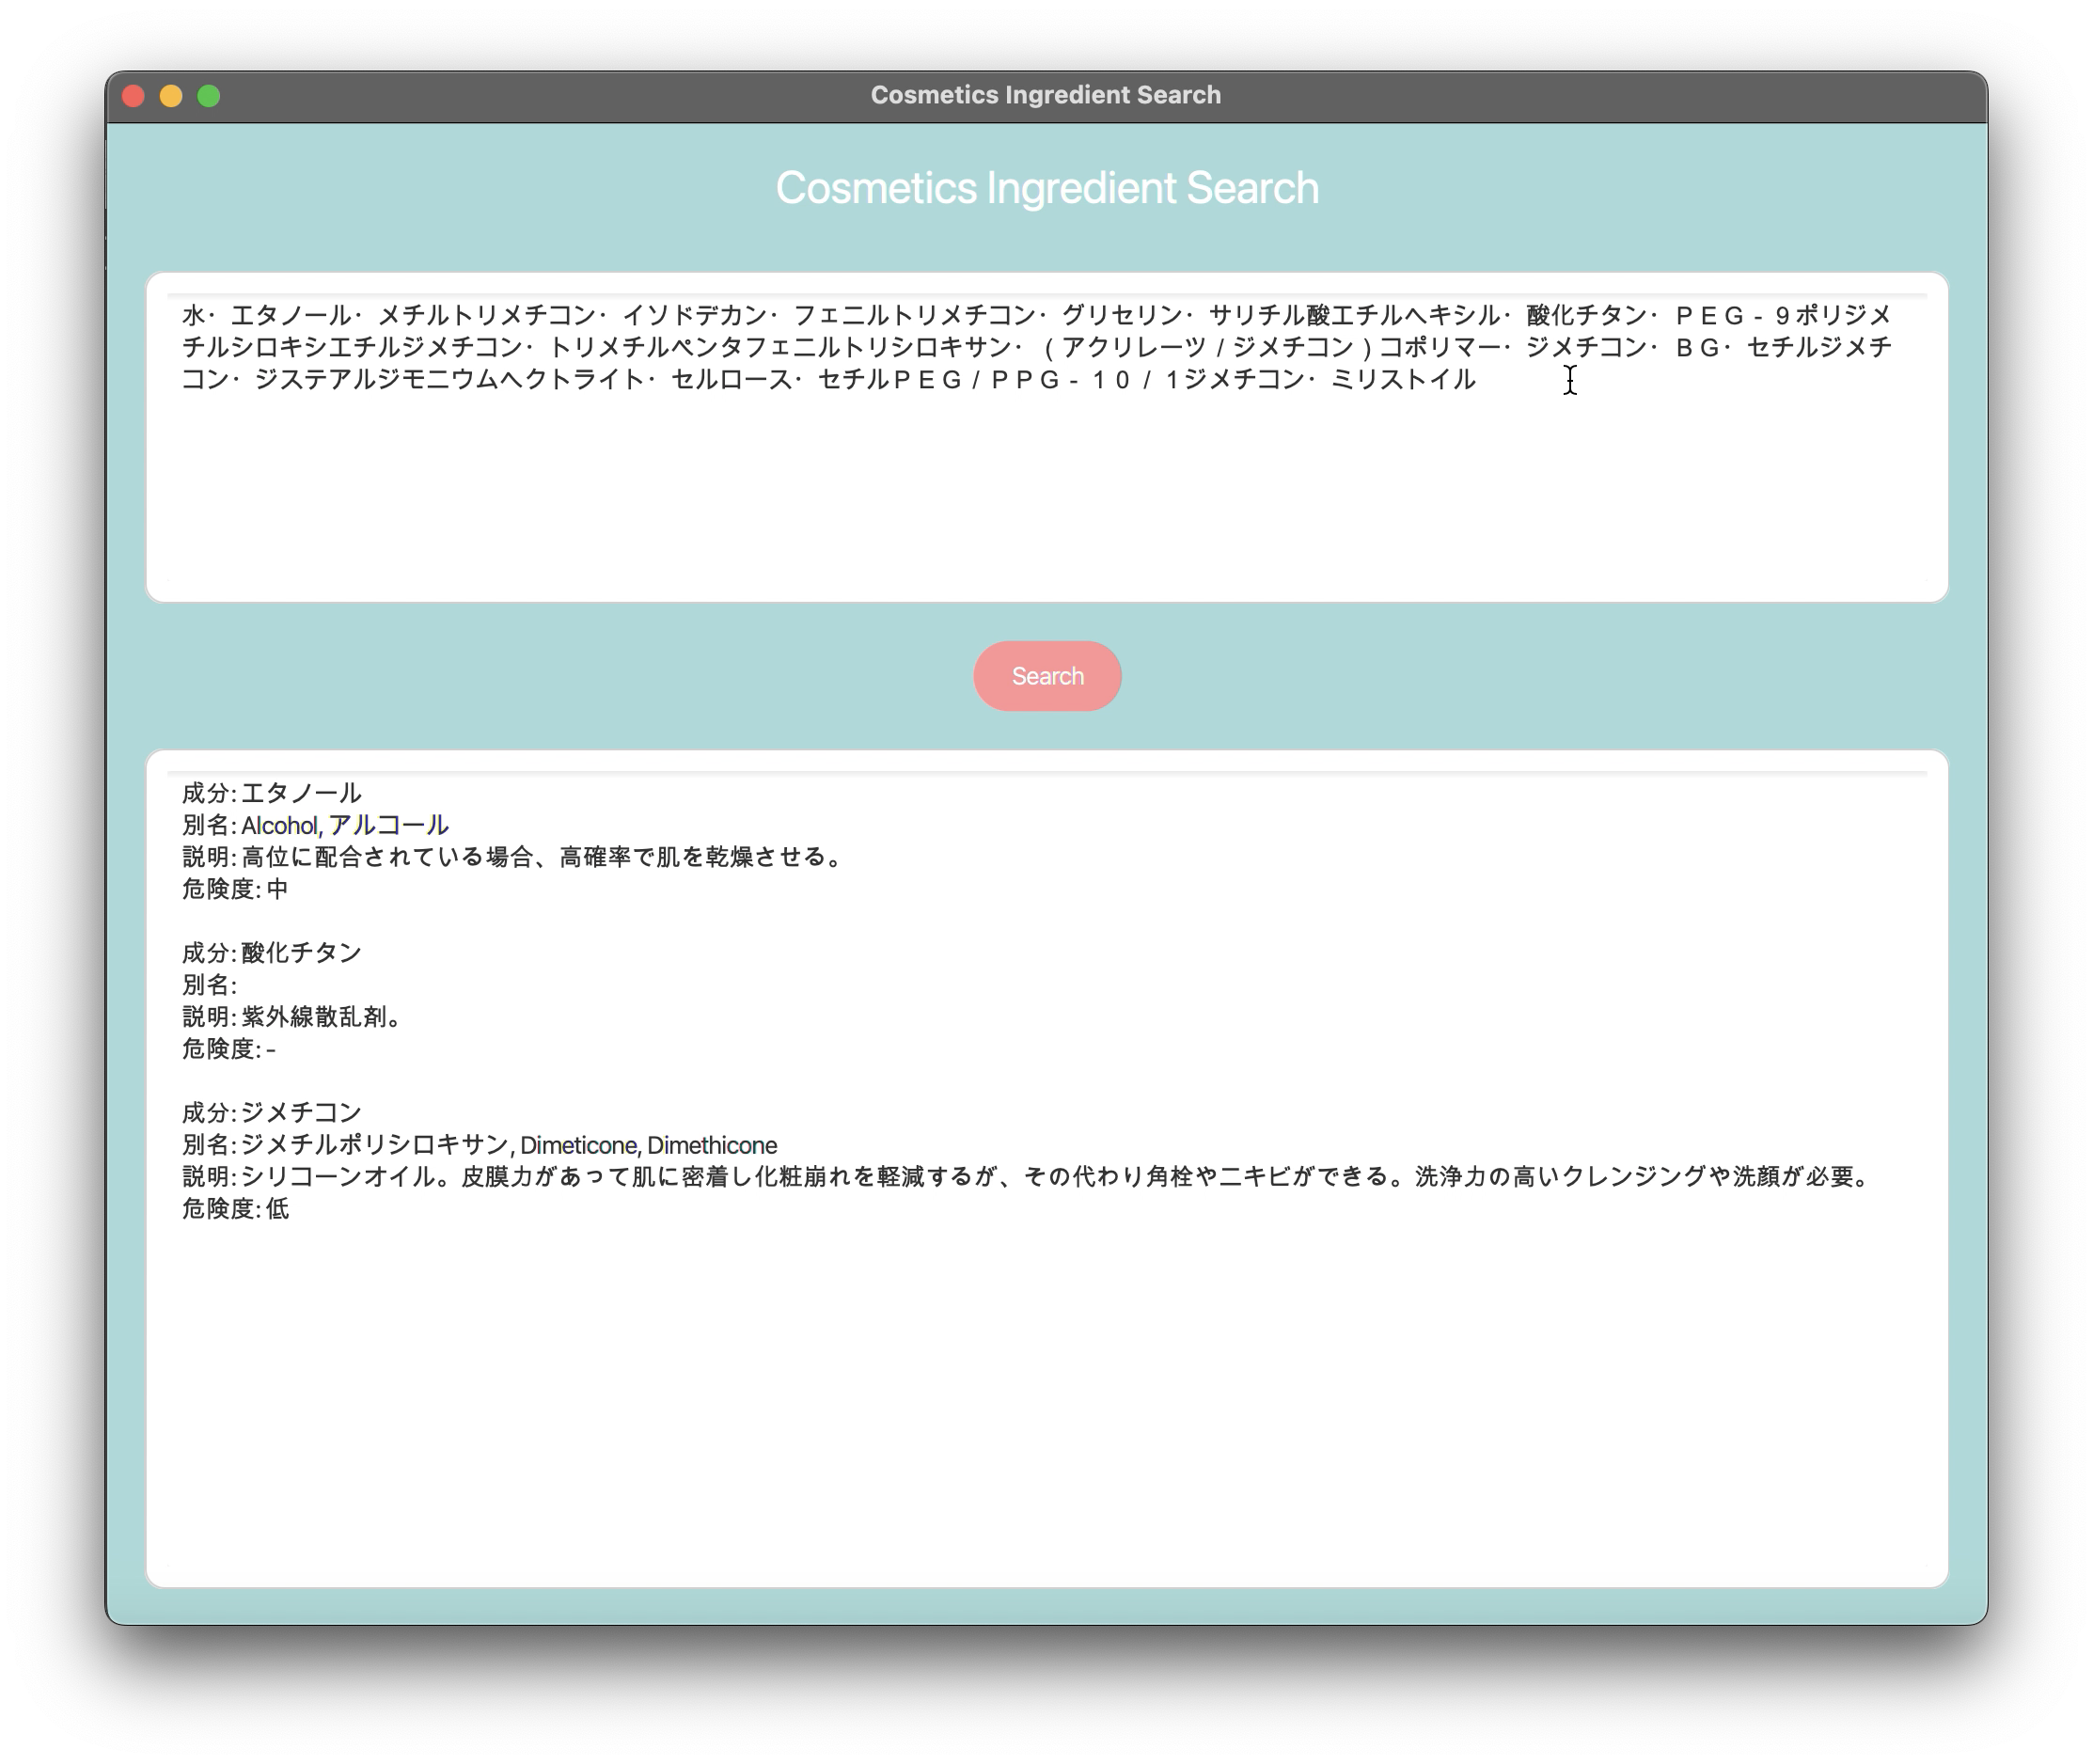 Cosmetics Ingredient Search
Cosmetics Ingredient Search
水・エタノール・メチルトリメチコン・イソドデカン・フェニルトリメチコン・グリセリン・サリチル酸エチルヘキシル・酸化チタン・ＰＥＧ－９ポリジメ
チルシロキシエチルジメチコン・トリメチルペンタフェニルトリシロキサン・（アクリレーツ／ジメチコン）コポリマー・ジメチコン・ＢＧ・セチルジメチ
コン・ジステアルジモニウムヘクトライト・セルロース・セチルＰＥＧ／ＰＰＧ－１０／１ジメチコン・ミリストイル
Search
成分: エタノール
別名: Alcohol, アルコール
説明: 高位に配合されている場合、高確率で肌を乾燥させる。
危険度: 中
成分: 酸化チタン
別名:
説明: 紫外線散乱剤。
危険度: -
成分: ジメチコン
別名: ジメチルポリシロキサン, Dimeticone, Dimethicone
説明: シリコーンオイル。皮膜力があって肌に密着し化粧崩れを軽減するが、その代わり角栓やニキビができる。洗浄力の高いクレンジングや洗顔が必要。
危険度: 低